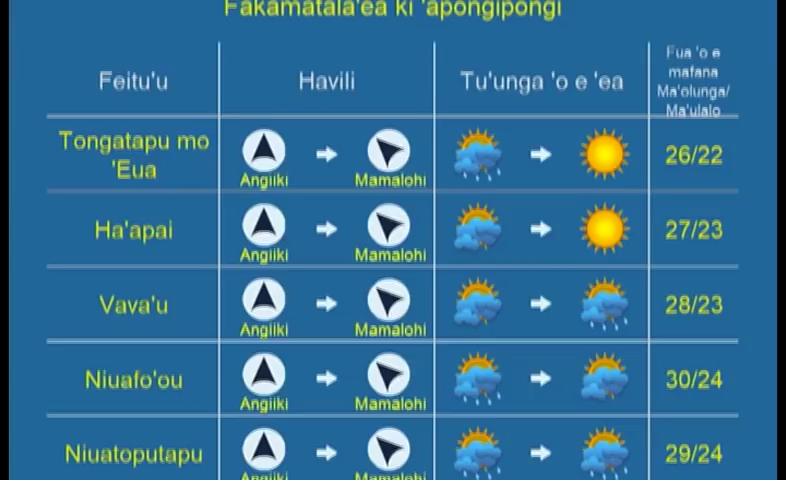 Fakamatala'ea ki 'apongipongi
Feitu'u
Havili
Tu'unga 'o e 'ea
Fua 'o e
mafana
Ma'olunga/
Ma'ulalo
Tongatapu mo
'Eua
Angiiki
Mamalohi
26/22
Ha'apai
Angiiki
Mamalohi
27/23
Vava'u
Angiiki
Mamalohi
28/23
Niuafo'ou
Angiiki
Mamalohi
30/24
Niuatoputapu
Angiiki
Mamalohi
29/24